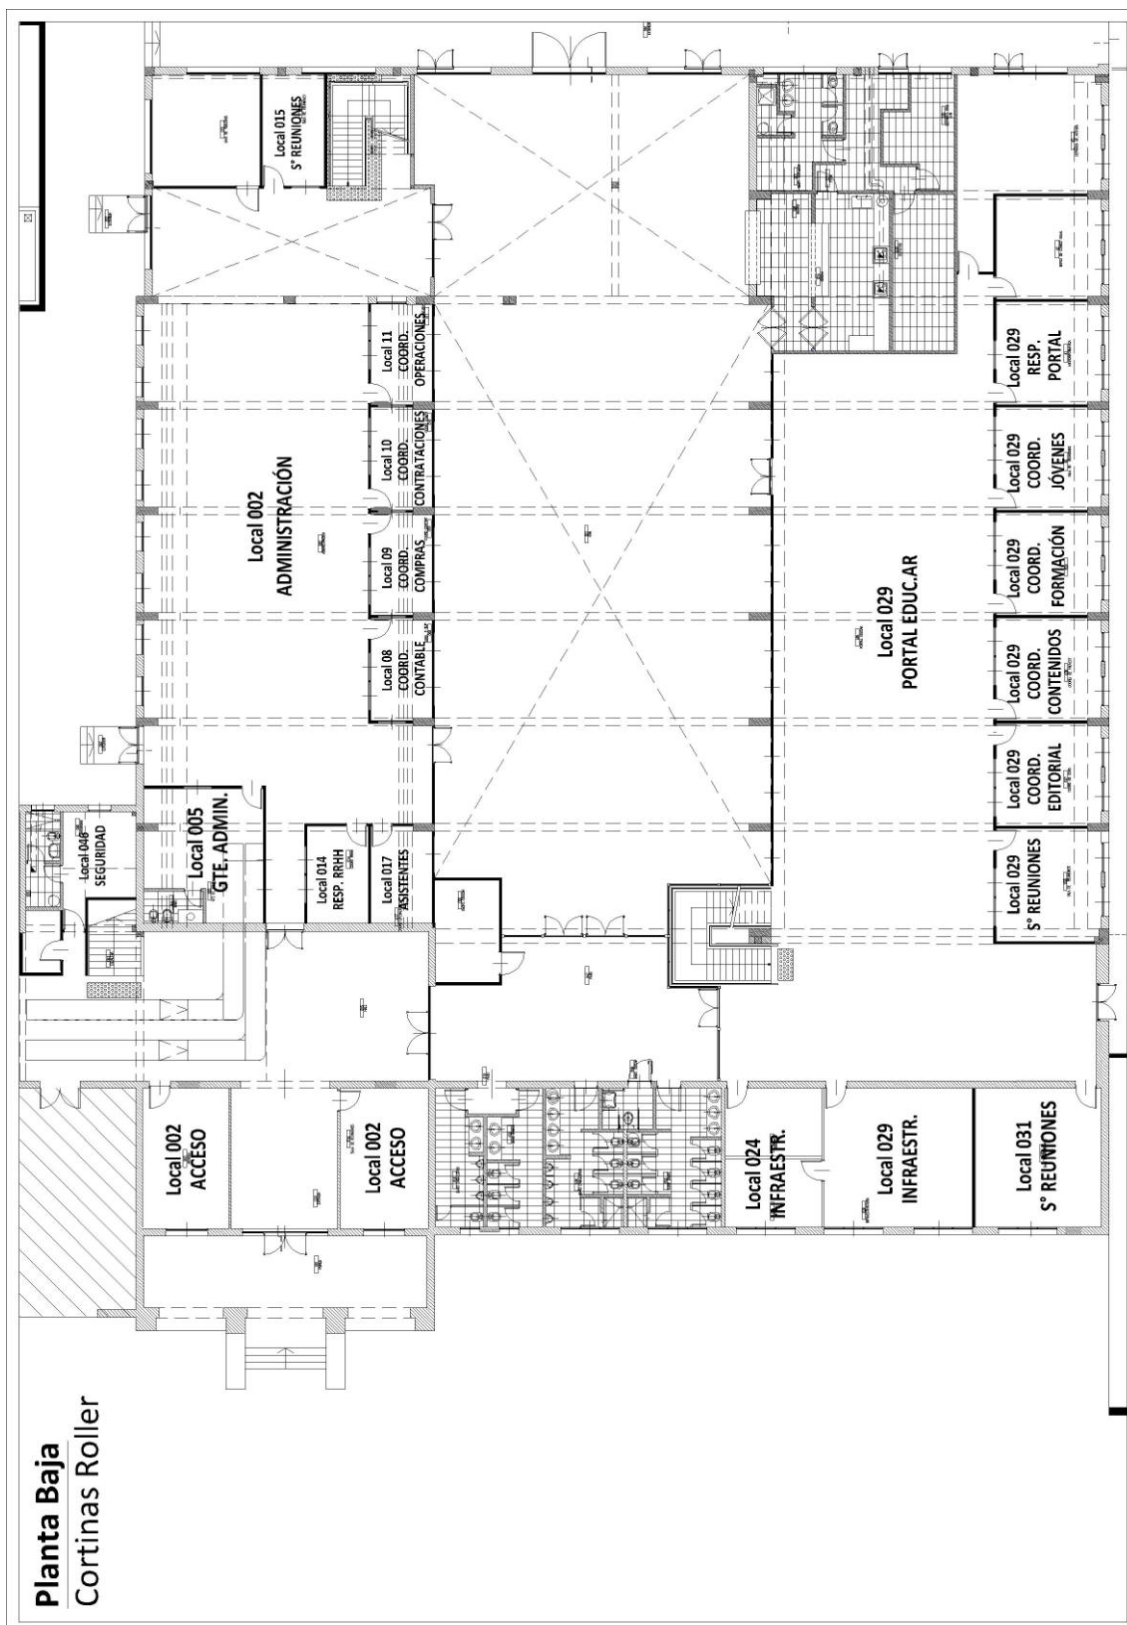 Planta Baja
Cortinas Roller
Local 015
S° REUNIONES
Local 11
COORD.
OPERACIONES
Local 10
COORD.
CONTRATACIONES
Local 002
ADMINISTRACIÓN
Local 09
COORD.
COMPRAS
Local 08
COORD.
CONTABLE
Local 029
PORTAL EDUC.AR
Local 029
RESP.
PORTAL
Local 029
COORD.
JÓVENES
Local 029
COORD.
FORMACIÓN
Local 029
COORD.
CONTENIDOS
Local 029
COORD.
EDITORIAL
Local 029
S° REUNIONES
Local 048
SEGURIDAD
Local 005
GTE. ADMIN.
Local 014
RESP. RRHH
Local 017
ASISTENTES
Local 002
ACCESO
Local 002
ACCESO
Local 024
INFRAESTR.
Local 029
INFRAESTR.
Local 031
S° REUNIONES